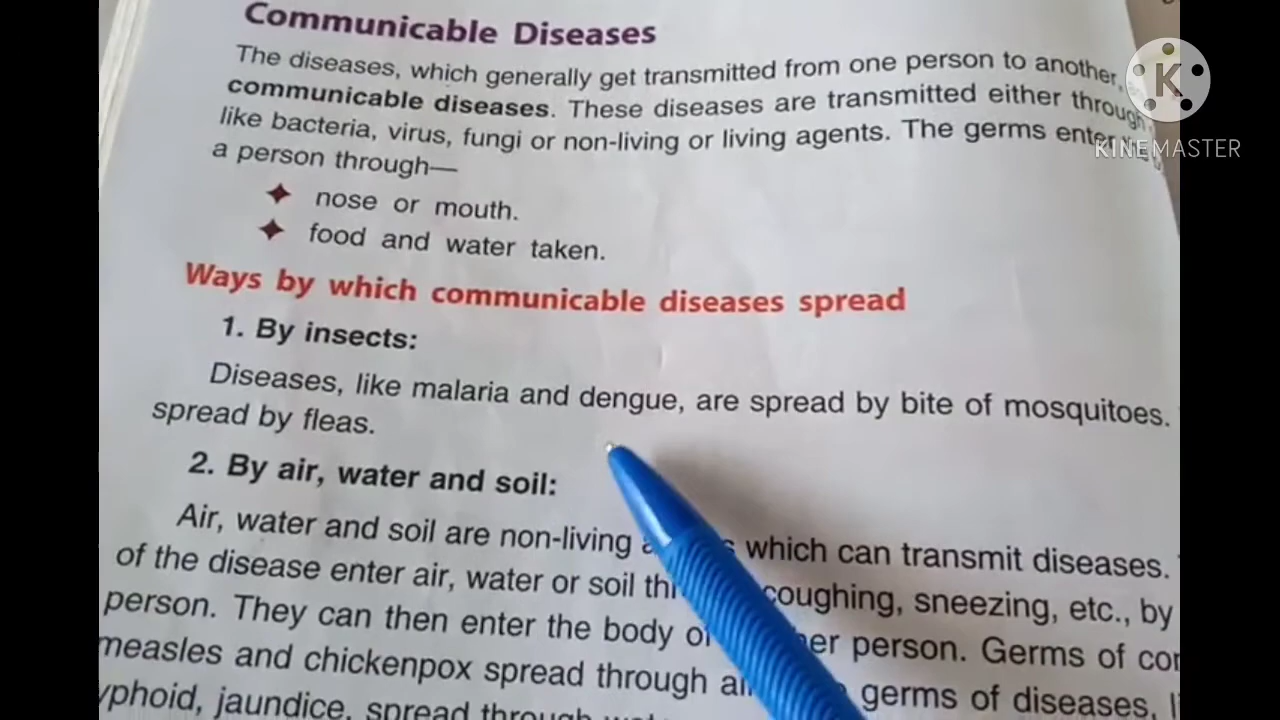 Communicable Diseases
The diseases, which generally get transmitted from one person to another,
communicable diseases. These diseases are transmitted either through
like bacteria, virus, fungi or non-living or living agents. The germs enter
a person through—
nose or mouth.
food and water taken.
Ways by which communicable diseases spread
1. By insects:
Diseases, like malaria and dengue, are spread by bite of mosquitoes.
spread by fleas.
2. By air, water and soil:
Air, water and soil are non-living which can transmit diseases.
of the disease enter air, water or soil coughing, sneezing, etc., by
person. They can then enter the body person. Germs of
measles and chickenpox spread through germs of diseases,
jaundice, spread through
K
KINEMASTER